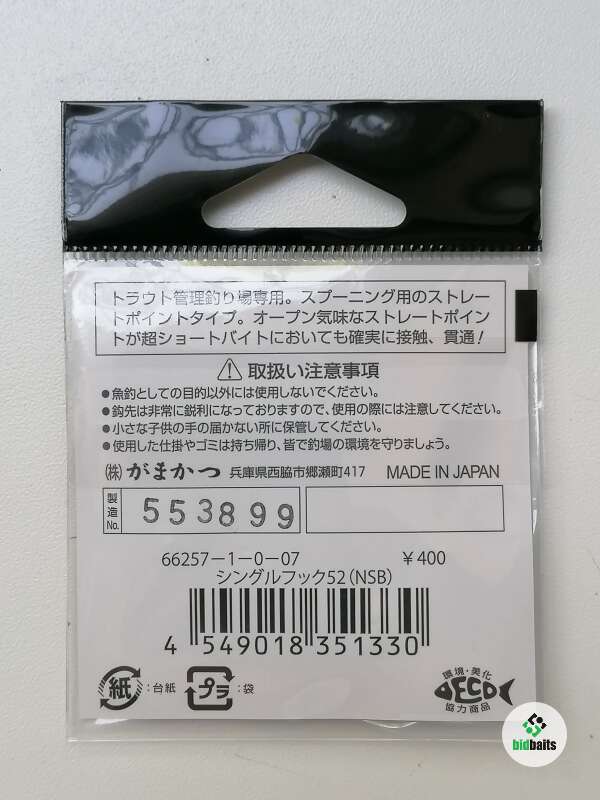 トラウト管理釣り場専用。スプーニング用のストレー
トポイントタイプ。オープン気味なストレートポイン
トが超ショートバイトにおいても確実に接触、貫通!
⚠ 取扱い注意事項
●魚釣としての目的以外には使用しないでください。
●鈎先は非常に鋭利になっておりますので、使用の際には注意してください。
●小さな子供の手の届かない所に保管してください。
●使用した仕掛やゴミは持ち帰り、皆で釣場の環境を守りましょう。
㈱がまかつ 兵庫県西脇市郷瀬町417 MADE IN JAPAN
製造No. 553899
66257-1-0-07 ¥400
シングルフック52(NSB)
4 549018 351330
紙:台紙 プラ:袋
環境・美化
ECO
協力商品
bidbaits